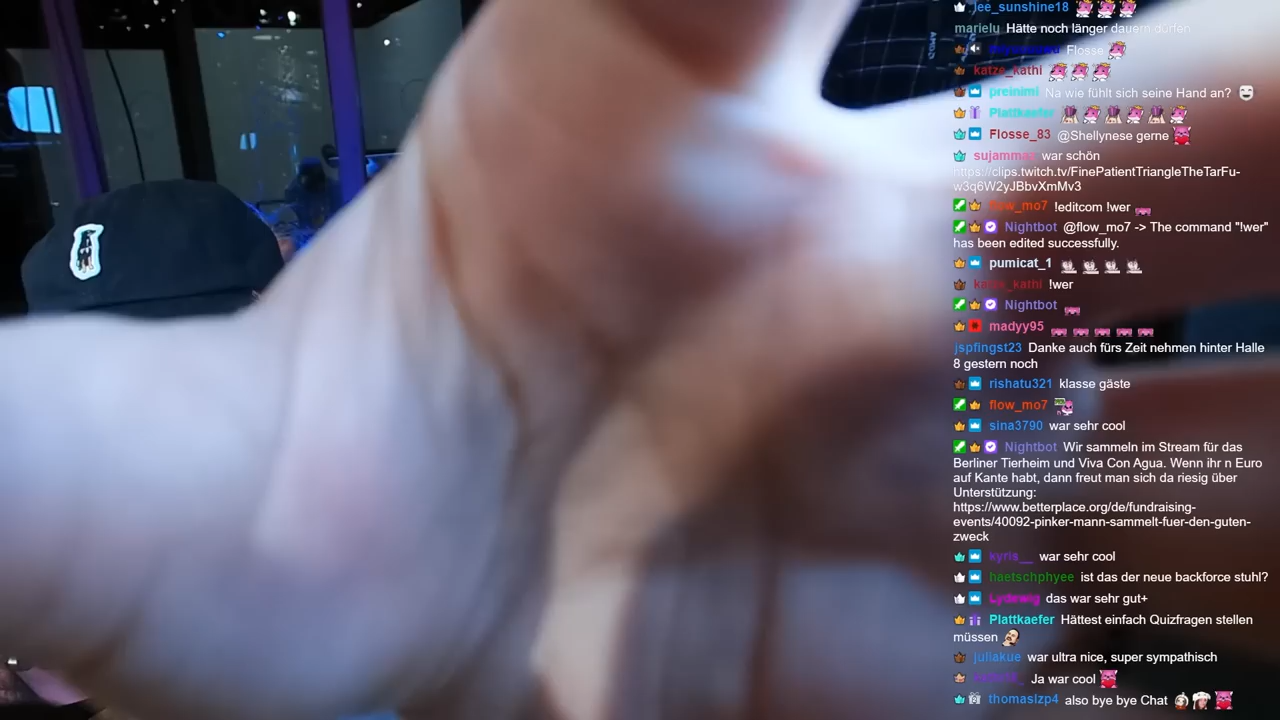 jee_sunshine18
marielu Hätte noch länger dauern dürfen
Flosse
katze_kathi
preinimi Na wie fühlt sich seine Hand an?
Plattkaefer
Flosse_83 @Shellynese gerne
sujammaa war schön
https://clips.twitch.tv/FinePatientTriangleTheTarFu-
w3q6W2yJBbvXmMv3
flow_mo7 !editcom !wer
Nightbot @flow_mo7 -> The command "!wer"
has been edited successfully.
pumicat_1
katze_kathi !wer
Nightbot
madyy95
jspfingst23 Danke auch fürs Zeit nehmen hinter Halle
8 gestern noch
rishatu321 klasse gäste
flow_mo7
sina3790 war sehr cool
Nightbot Wir sammeln im Stream für das
Berliner Tierheim und Viva Con Agua. Wenn ihr n Euro
auf Kante habt, dann freut man sich da riesig über
Unterstützung:
https://www.betterplace.org/de/fundraising-
events/40092-pinker-mann-sammelt-fuer-den-guten-
zweck
kyris__ war sehr cool
haetschphyee ist das der neue backforce stuhl?
Lydewig das war sehr gut+
Plattkaefer Hättest einfach Quizfragen stellen
müssen
juliakue war ultra nice, super sympathisch
Ja war cool
thomaslzp4 also bye bye Chat